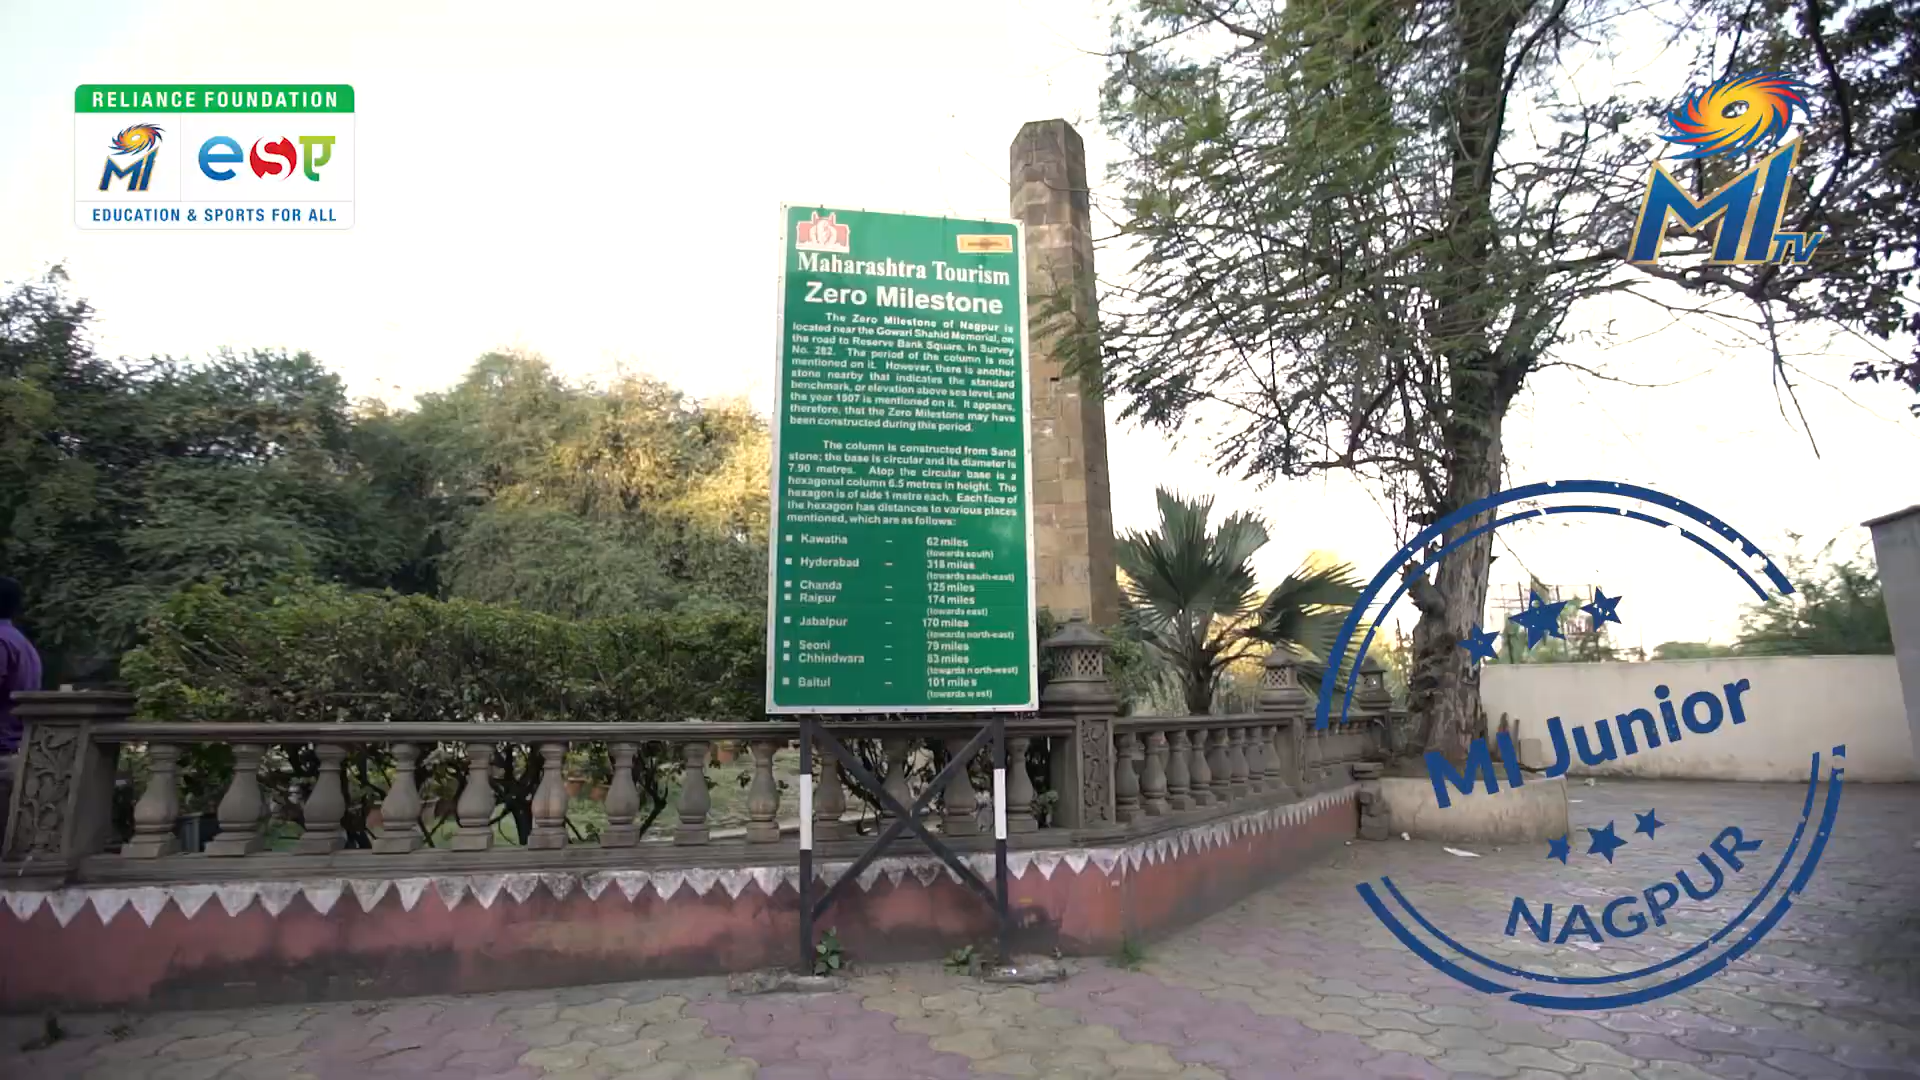 RELIANCE FOUNDATION
MI esa
EDUCATION & SPORTS FOR ALL
MI TV
Maharashtra Tourism
Zero Milestone
The Zero Milestone of Nagpur is
located near the Gowari Shahid Memorial, on
the road to Reserve Bank Square, in Survey
No. 282. The period of the column is not
mentioned on it. However, there is another
stone nearby that indicates the standard
benchmark, or elevation above sea level, and
the year 1907 is mentioned on it. It appears,
therefore, that the Zero Milestone may have
been constructed during this period.
The column is constructed from Sand
stone; the base is circular and its diameter is
7.90 metres. Atop the circular base is a
hexagonal column 6.5 metres in height. The
hexagon is of side 1 metre each. Each face of
the hexagon has distances to various places
mentioned, which are as follows:
Kawatha – 62 miles
(towards south)
Hyderabad – 318 miles
(towards south-east)
Chanda – 125 miles
Raipur – 174 miles
(towards east)
Jabalpur – 170 miles
(towards north-east)
Seoni – 79 miles
Chhindwara – 83 miles
(towards north-west)
Baitul – 101 miles
(towards west)
MI Junior
NAGPUR